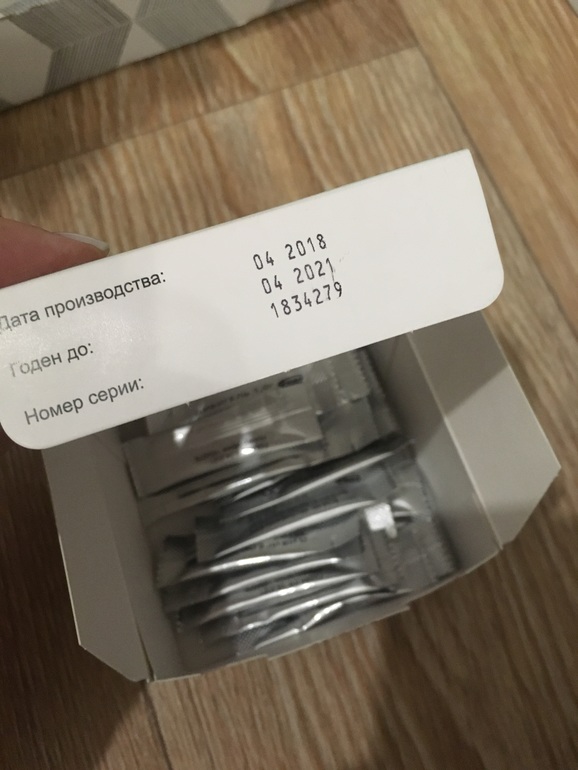 Дата производства: 04 2018
Годен до: 04 2021
Номер серии: 1834279